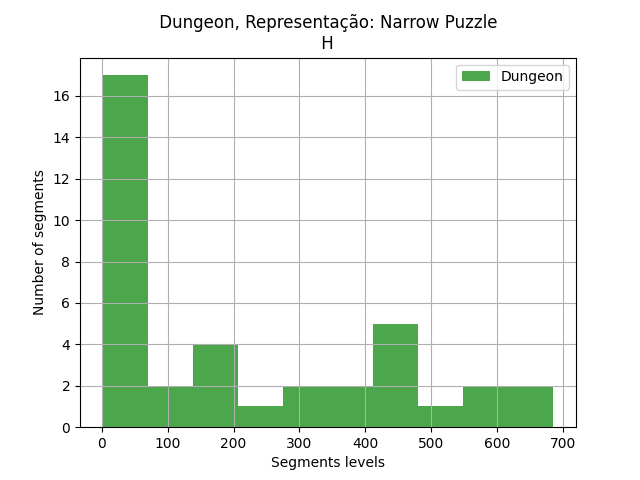 Dungeon, Representação: Narrow Puzzle
H
Dungeon
Number of segments
16
14
12
10
8
6
4
2
0
0 100 200 300 400 500 600 700
Segments levels